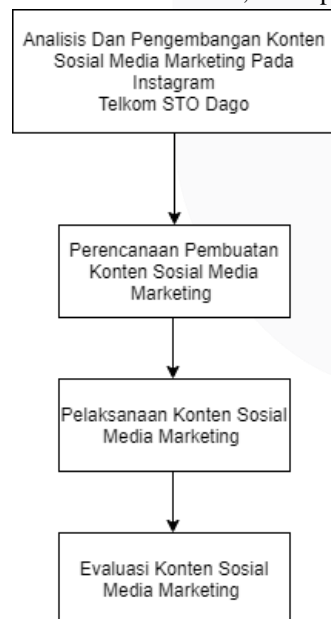 Analisis Dan Pengembangan Konten
Sosial Media Marketing Pada
Instagram
Telkom STO Dago
Perencanaan Pembuatan
Konten Sosial Media
Marketing
Pelaksanaan Konten Sosial
Media Marketing
Evaluasi Konten Sosial
Media Marketing